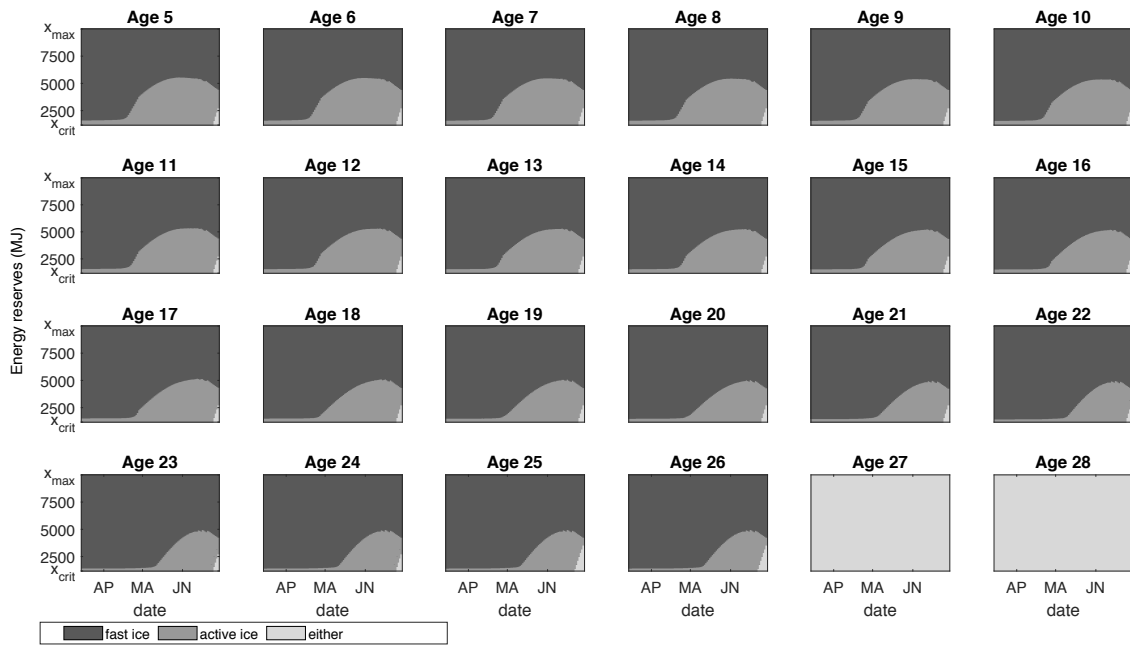 Age 5 Age 6 Age 7 Age 8 Age 9 Age 10
x_max
7500
5000
2500
x_crit
Age 11 Age 12 Age 13 Age 14 Age 15 Age 16
x_max
7500
5000
2500
x_crit
Energy reserves (MJ)
Age 17 Age 18 Age 19 Age 20 Age 21 Age 22
x_max
7500
5000
2500
x_crit
Age 23 Age 24 Age 25 Age 26 Age 27 Age 28
x_max
7500
5000
2500
x_crit
AP MA JN AP MA JN AP MA JN AP MA JN AP MA JN AP MA JN
date date date date date date
fast ice active ice either